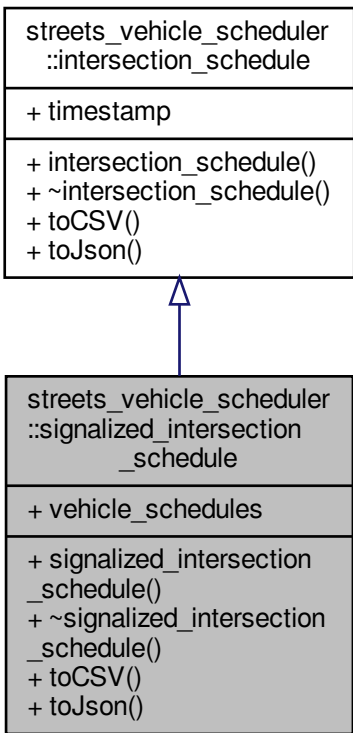 streets_vehicle_scheduler
::intersection_schedule
+ timestamp
+ intersection_schedule()
+ ~intersection_schedule()
+ toCSV()
+ toJson()
streets_vehicle_scheduler
::signalized_intersection
_schedule
+ vehicle_schedules
+ signalized_intersection
_schedule()
+ ~signalized_intersection
_schedule()
+ toCSV()
+ toJson()